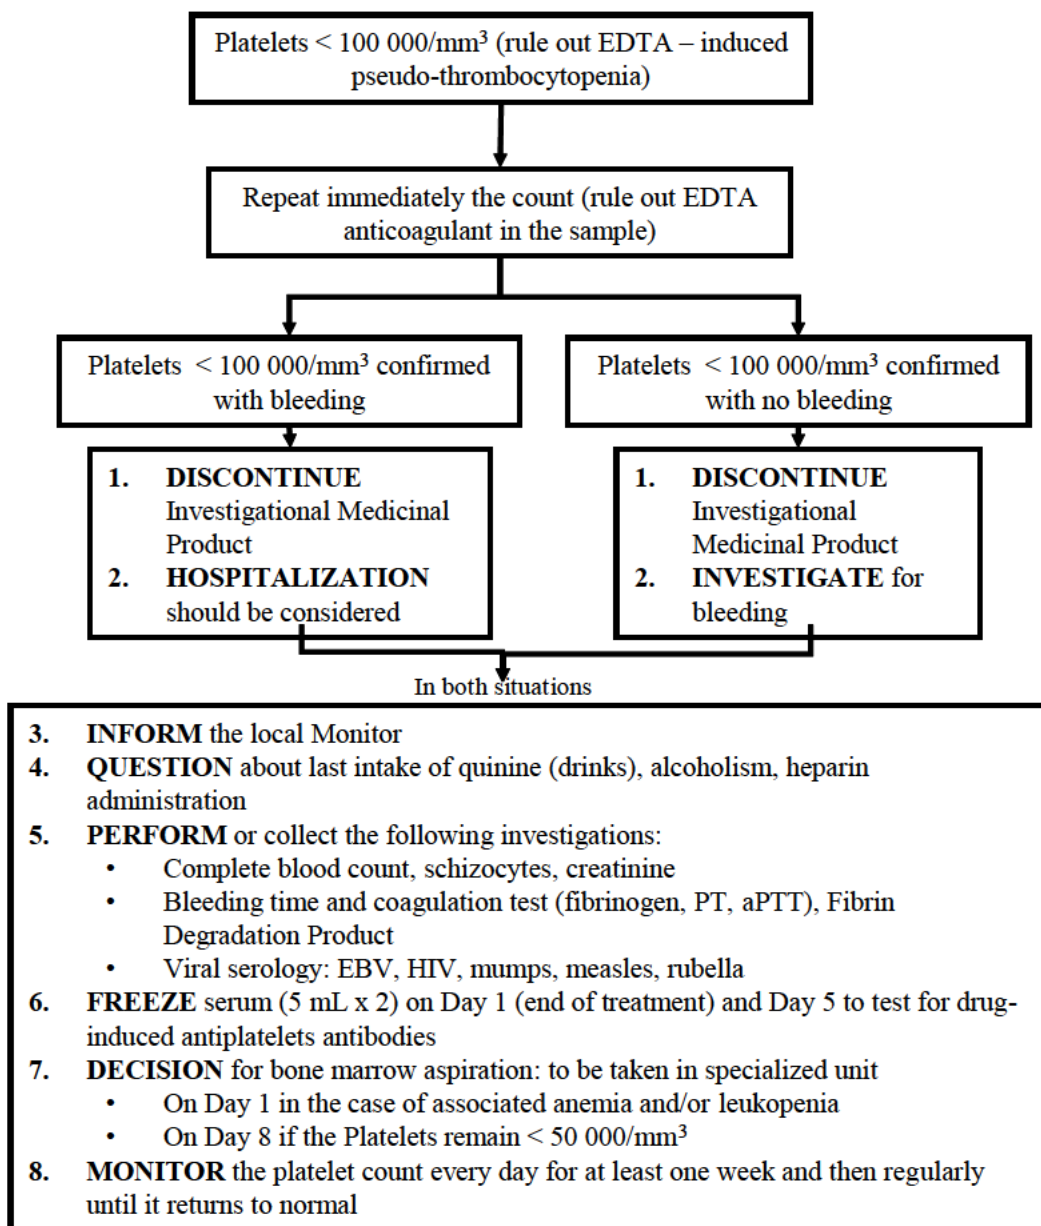 Platelets < 100 000/mm³ (rule out EDTA – induced
pseudo-thrombocytopenia)
Repeat immediately the count (rule out EDTA
anticoagulant in the sample)
Platelets < 100 000/mm³ confirmed
with bleeding
Platelets < 100 000/mm³ confirmed
with no bleeding
1. DISCONTINUE
Investigational Medicinal
Product
2. HOSPITALIZATION
should be considered
1. DISCONTINUE
Investigational
Medicinal Product
2. INVESTIGATE for
bleeding
In both situations
3. INFORM the local Monitor
4. QUESTION about last intake of quinine (drinks), alcoholism, heparin
administration
5. PERFORM or collect the following investigations:
• Complete blood count, schizocytes, creatinine
• Bleeding time and coagulation test (fibrinogen, PT, aPTT), Fibrin
Degradation Product
• Viral serology: EBV, HIV, mumps, measles, rubella
6. FREEZE serum (5 mL x 2) on Day 1 (end of treatment) and Day 5 to test for drug-
induced antiplatelets antibodies
7. DECISION for bone marrow aspiration: to be taken in specialized unit
• On Day 1 in the case of associated anemia and/or leukopenia
• On Day 8 if the Platelets remain < 50 000/mm³
8. MONITOR the platelet count every day for at least one week and then regularly
until it returns to normal